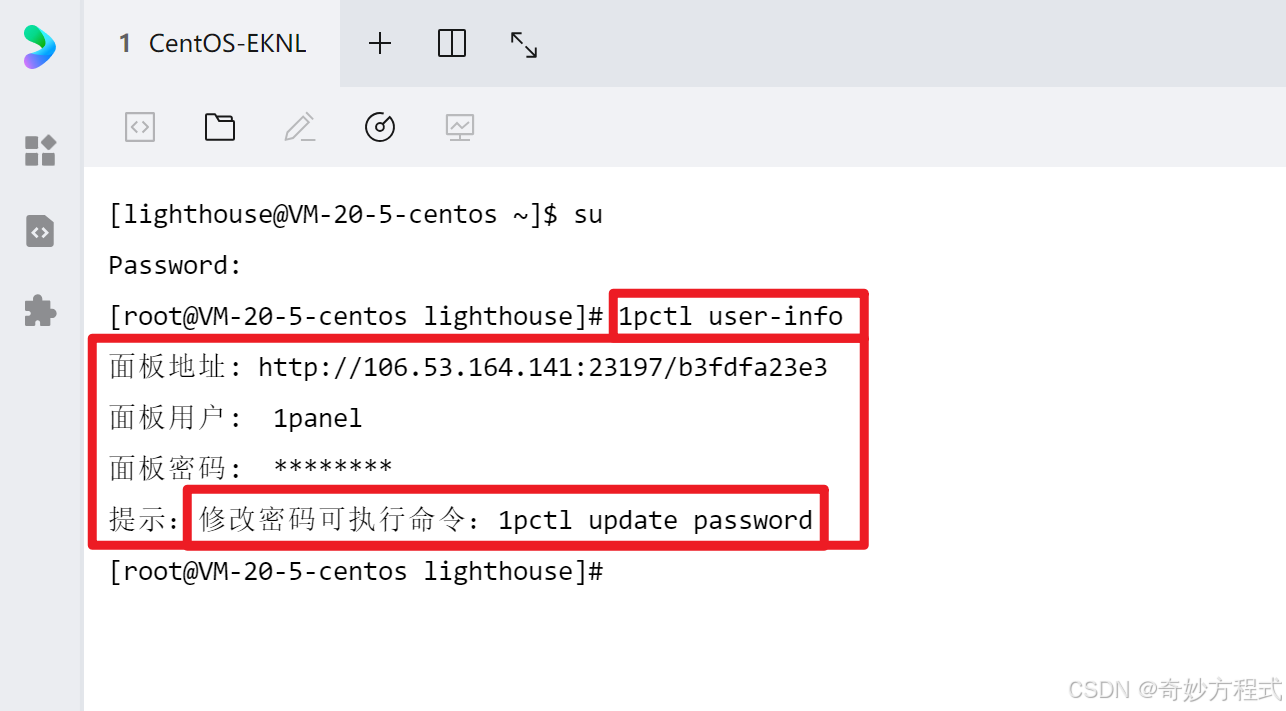 1 CentOS-EKNL
[lighthouse@VM-20-5-centos ~]$ su
Password:
[root@VM-20-5-centos lighthouse]# 1pctl user-info
面板地址: http://106.53.164.141:23197/b3fdfa23e3
面板用户: 1panel
面板密码: ********
提示: 修改密码可执行命令: 1pctl update password
[root@VM-20-5-centos lighthouse]#
CSDN @奇妙方程式